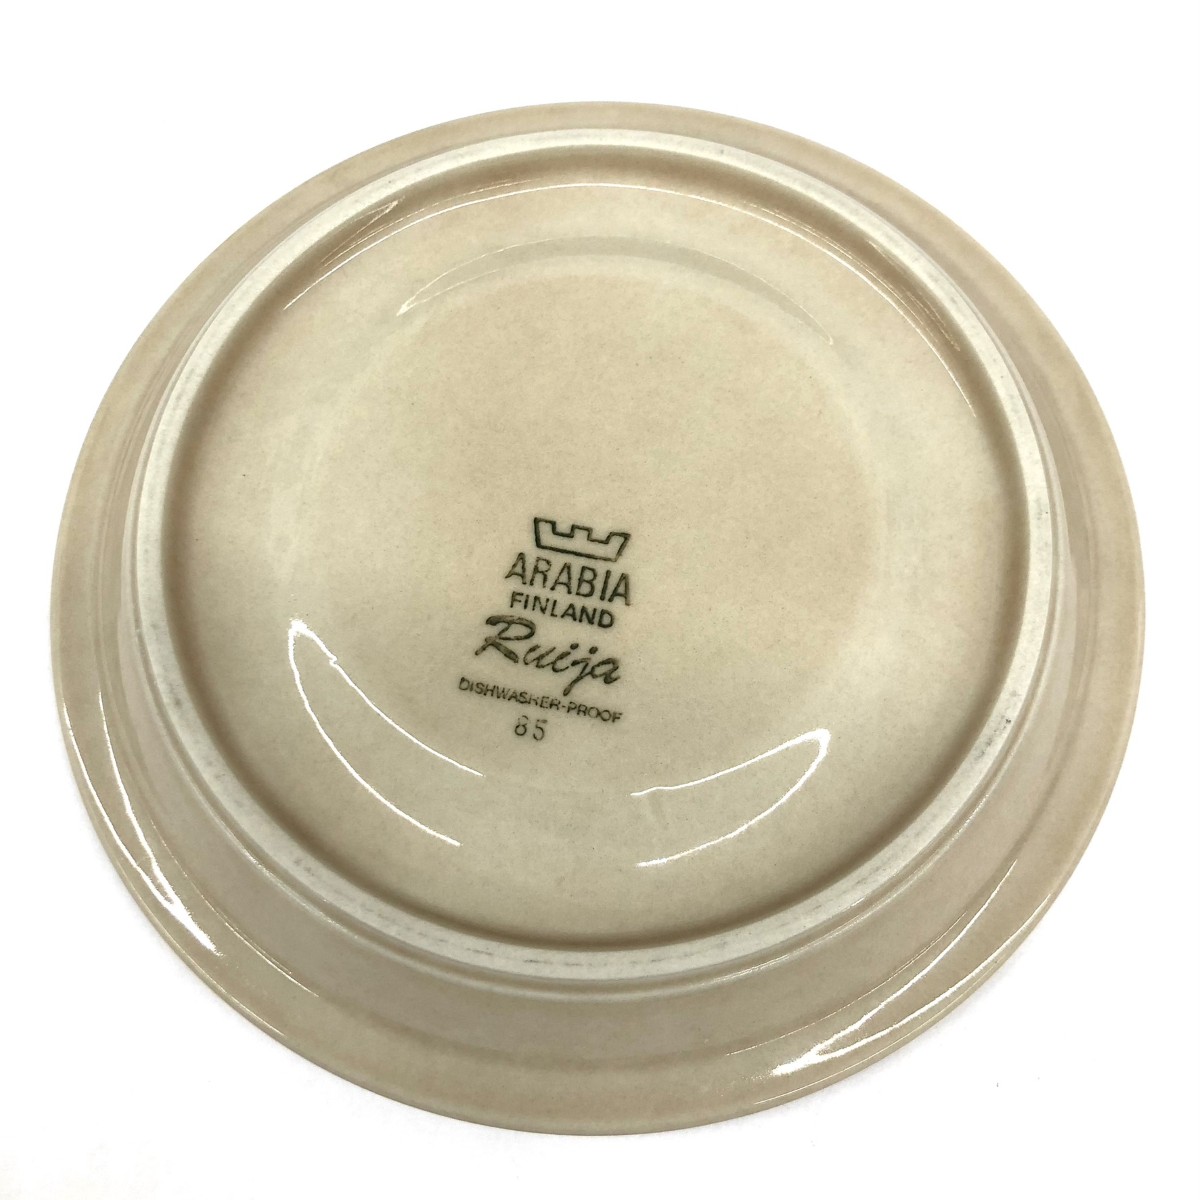 ARABIA
FINLAND
Ruija
DISHWASHER-PROOF
85